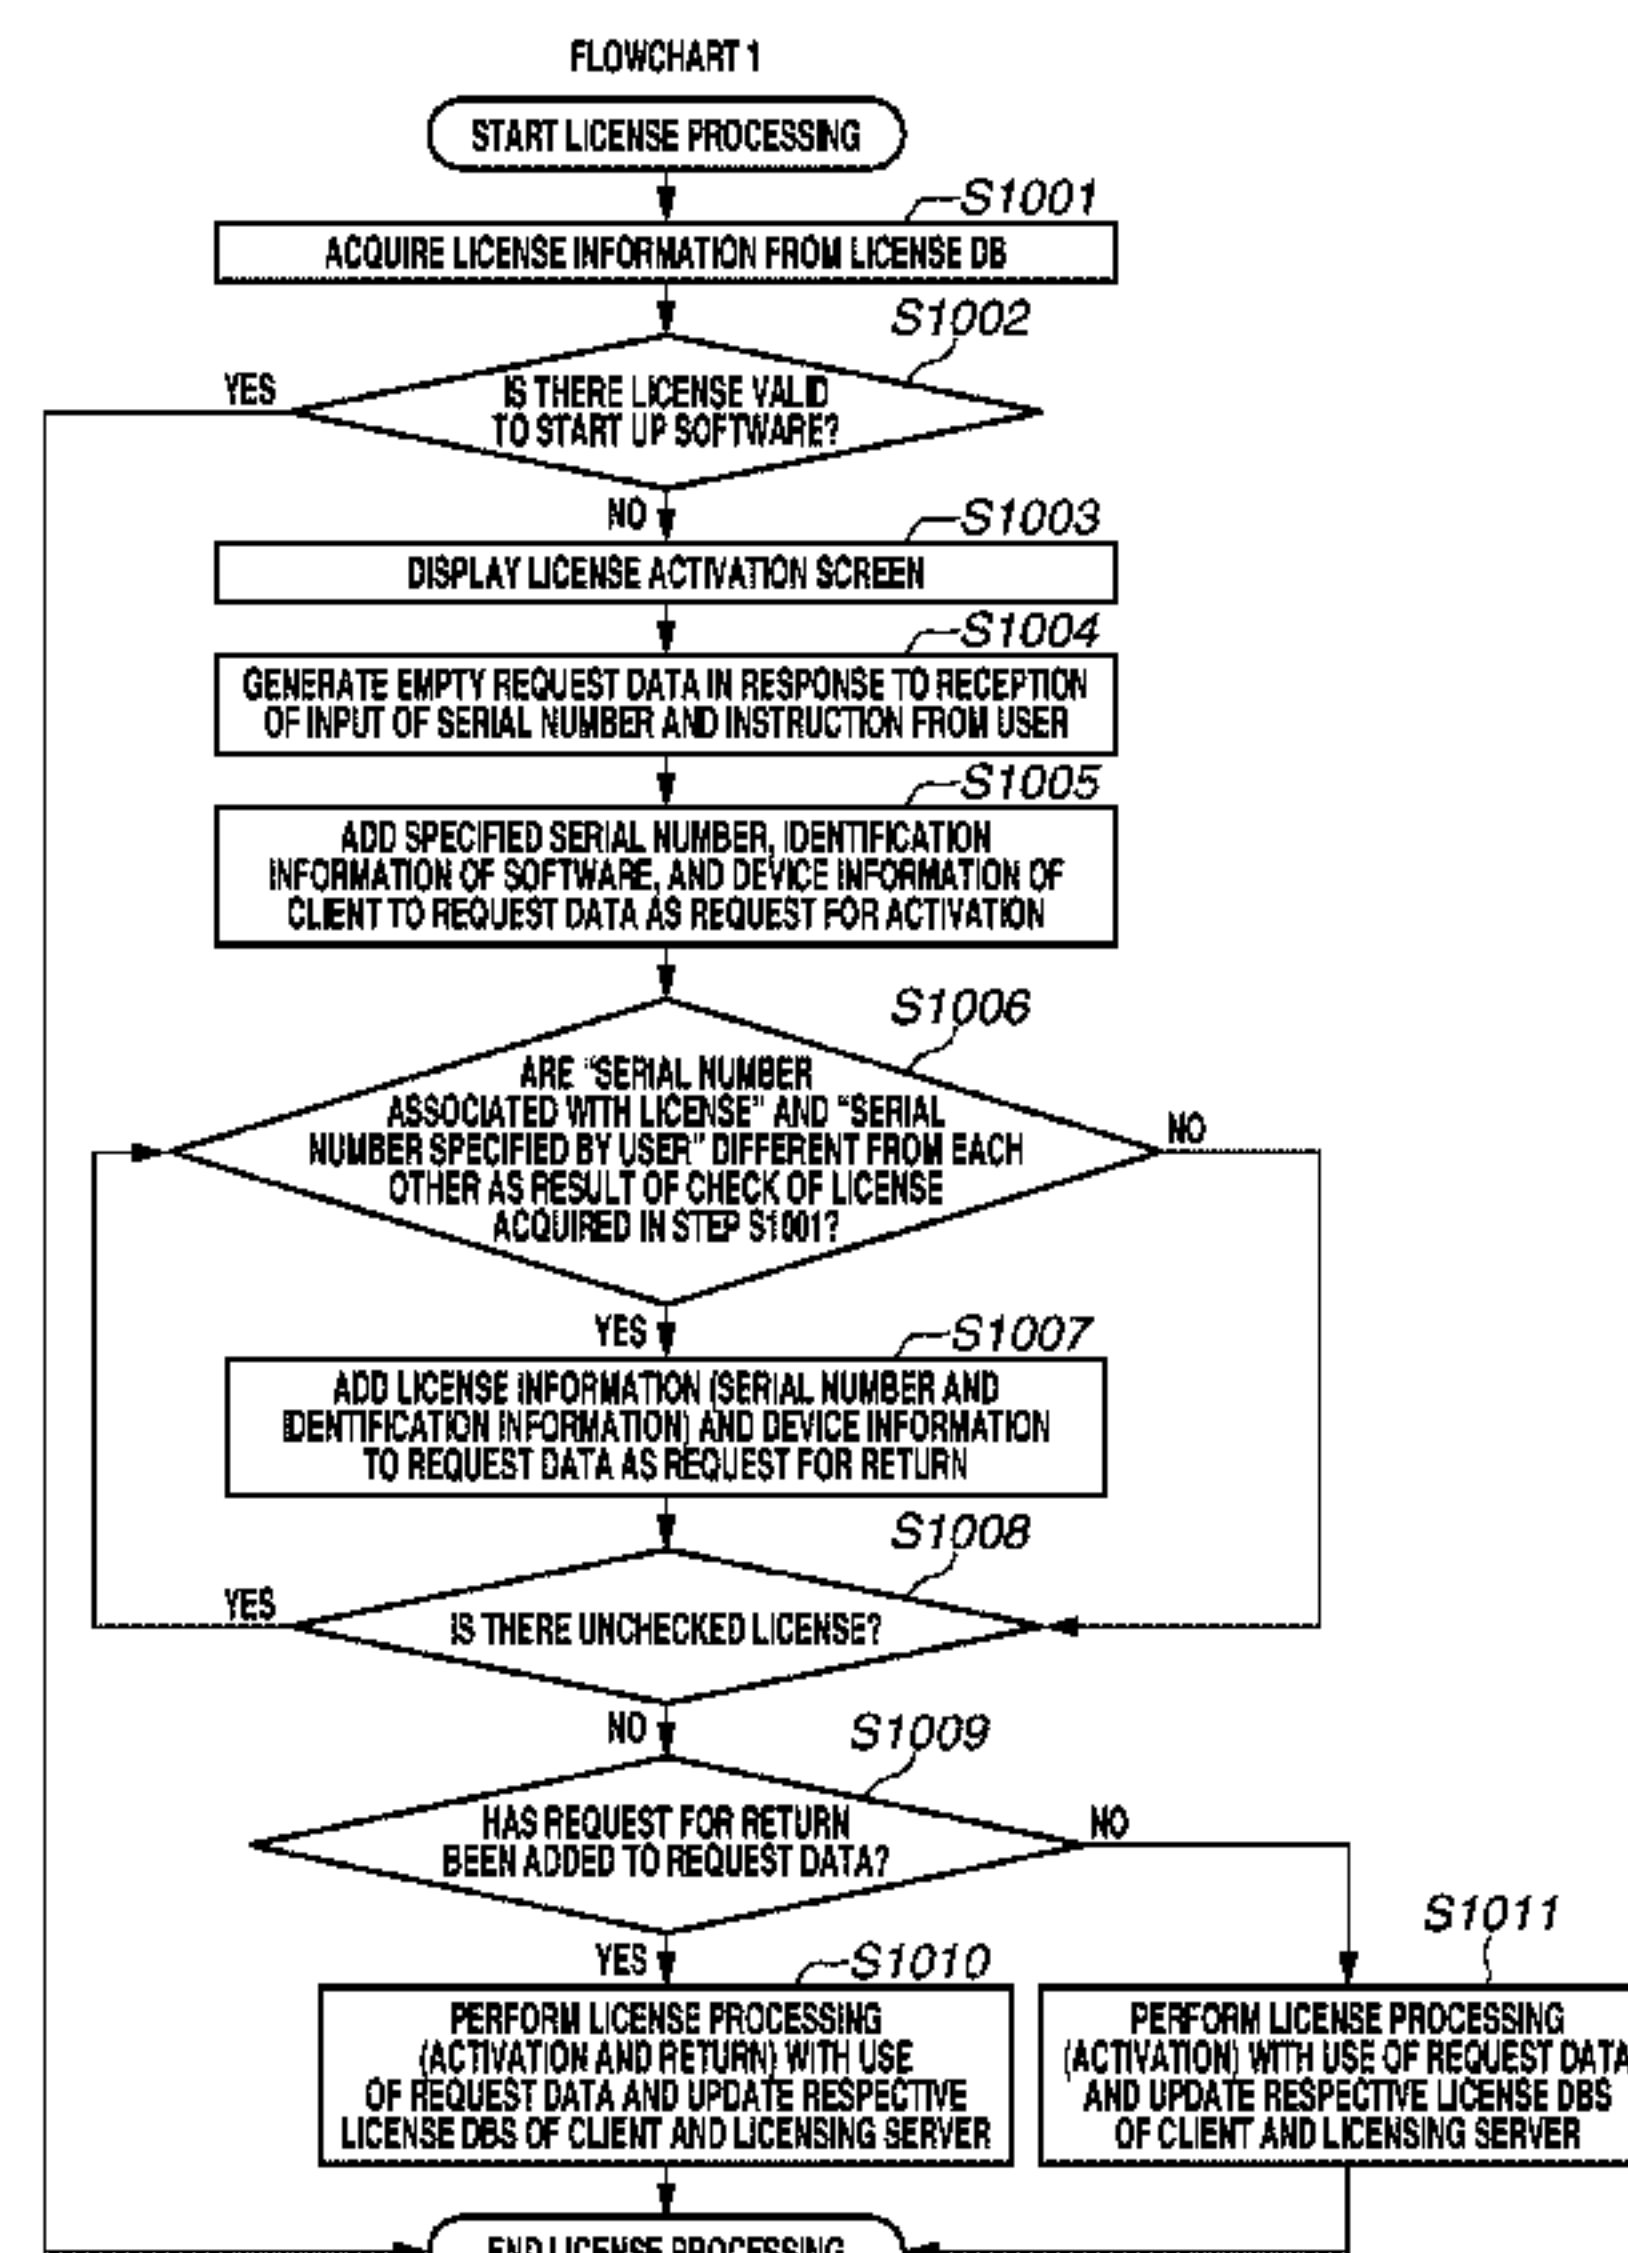 FLOWCHART 1
START LICENSE PROCESSING
S1001
ACQUIRE LICENSE INFORMATION FROM LICENSE DB
S1002
YES
IS THERE LICENSE VALID
TO START UP SOFTWARE?
NO
S1003
DISPLAY LICENSE ACTIVATION SCREEN
S1004
GENERATE EMPTY REQUEST DATA IN RESPONSE TO RECEPTION
OF INPUT OF SERIAL NUMBER AND INSTRUCTION FROM USER
S1005
ADD SPECIFIED SERIAL NUMBER, IDENTIFICATION
INFORMATION OF SOFTWARE, AND DEVICE INFORMATION OF
CLIENT TO REQUEST DATA AS REQUEST FOR ACTIVATION
S1006
ARE “SERIAL NUMBER
ASSOCIATED WITH LICENSE” AND “SERIAL
NUMBER SPECIFIED BY USER” DIFFERENT FROM EACH
OTHER AS RESULT OF CHECK OF LICENSE
ACQUIRED IN STEP S1001?
NO
YES
S1007
ADD LICENSE INFORMATION (SERIAL NUMBER AND
IDENTIFICATION INFORMATION) AND DEVICE INFORMATION
TO REQUEST DATA AS REQUEST FOR RETURN
S1008
YES
IS THERE UNCHECKED LICENSE?
NO
S1009
HAS REQUEST FOR RETURN
BEEN ADDED TO REQUEST DATA?
NO
YES
S1010
PERFORM LICENSE PROCESSING
(ACTIVATION AND RETURN) WITH USE
OF REQUEST DATA AND UPDATE RESPECTIVE
LICENSE DBS OF CLIENT AND LICENSING SERVER
S1011
PERFORM LICENSE PROCESSING
(ACTIVATION) WITH USE OF REQUEST DATA
AND UPDATE RESPECTIVE LICENSE DBS
OF CLIENT AND LICENSING SERVER
END LICENSE PROCESSING